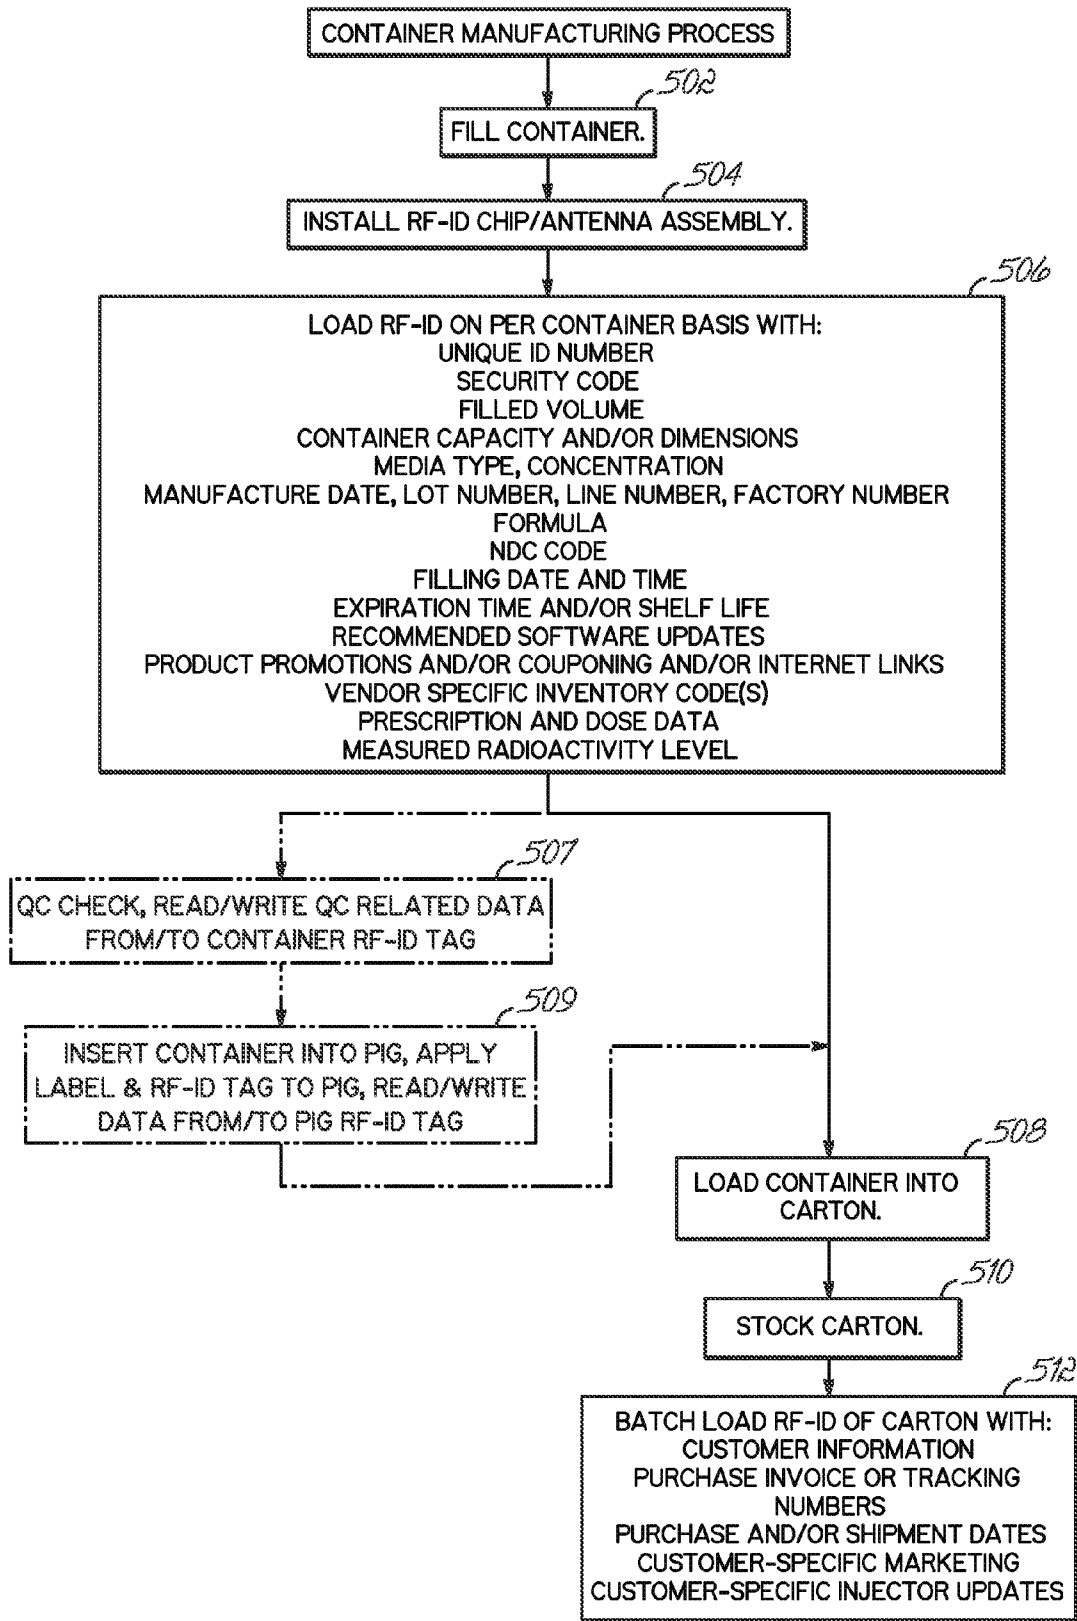 CONTAINER MANUFACTURING PROCESS
502
FILL CONTAINER.
504
INSTALL RF-ID CHIP/ANTENNA ASSEMBLY.
506
LOAD RF-ID ON PER CONTAINER BASIS WITH:
UNIQUE ID NUMBER
SECURITY CODE
FILLED VOLUME
CONTAINER CAPACITY AND/OR DIMENSIONS
MEDIA TYPE, CONCENTRATION
MANUFACTURE DATE, LOT NUMBER, LINE NUMBER, FACTORY NUMBER
FORMULA
NDC CODE
FILLING DATE AND TIME
EXPIRATION TIME AND/OR SHELF LIFE
RECOMMENDED SOFTWARE UPDATES
PRODUCT PROMOTIONS AND/OR COUPONING AND/OR INTERNET LINKS
VENDOR SPECIFIC INVENTORY CODE(S)
PRESCRIPTION AND DOSE DATA
MEASURED RADIOACTIVITY LEVEL
507
QC CHECK, READ/WRITE QC RELATED DATA
FROM/TO CONTAINER RF-ID TAG
509
INSERT CONTAINER INTO PIG, APPLY
LABEL & RF-ID TAG TO PIG, READ/WRITE
DATA FROM/TO PIG RF-ID TAG
508
LOAD CONTAINER INTO
CARTON.
510
STOCK CARTON.
512
BATCH LOAD RF-ID OF CARTON WITH:
CUSTOMER INFORMATION
PURCHASE INVOICE OR TRACKING
NUMBERS
PURCHASE AND/OR SHIPMENT DATES
CUSTOMER-SPECIFIC MARKETING
CUSTOMER-SPECIFIC INJECTOR UPDATES